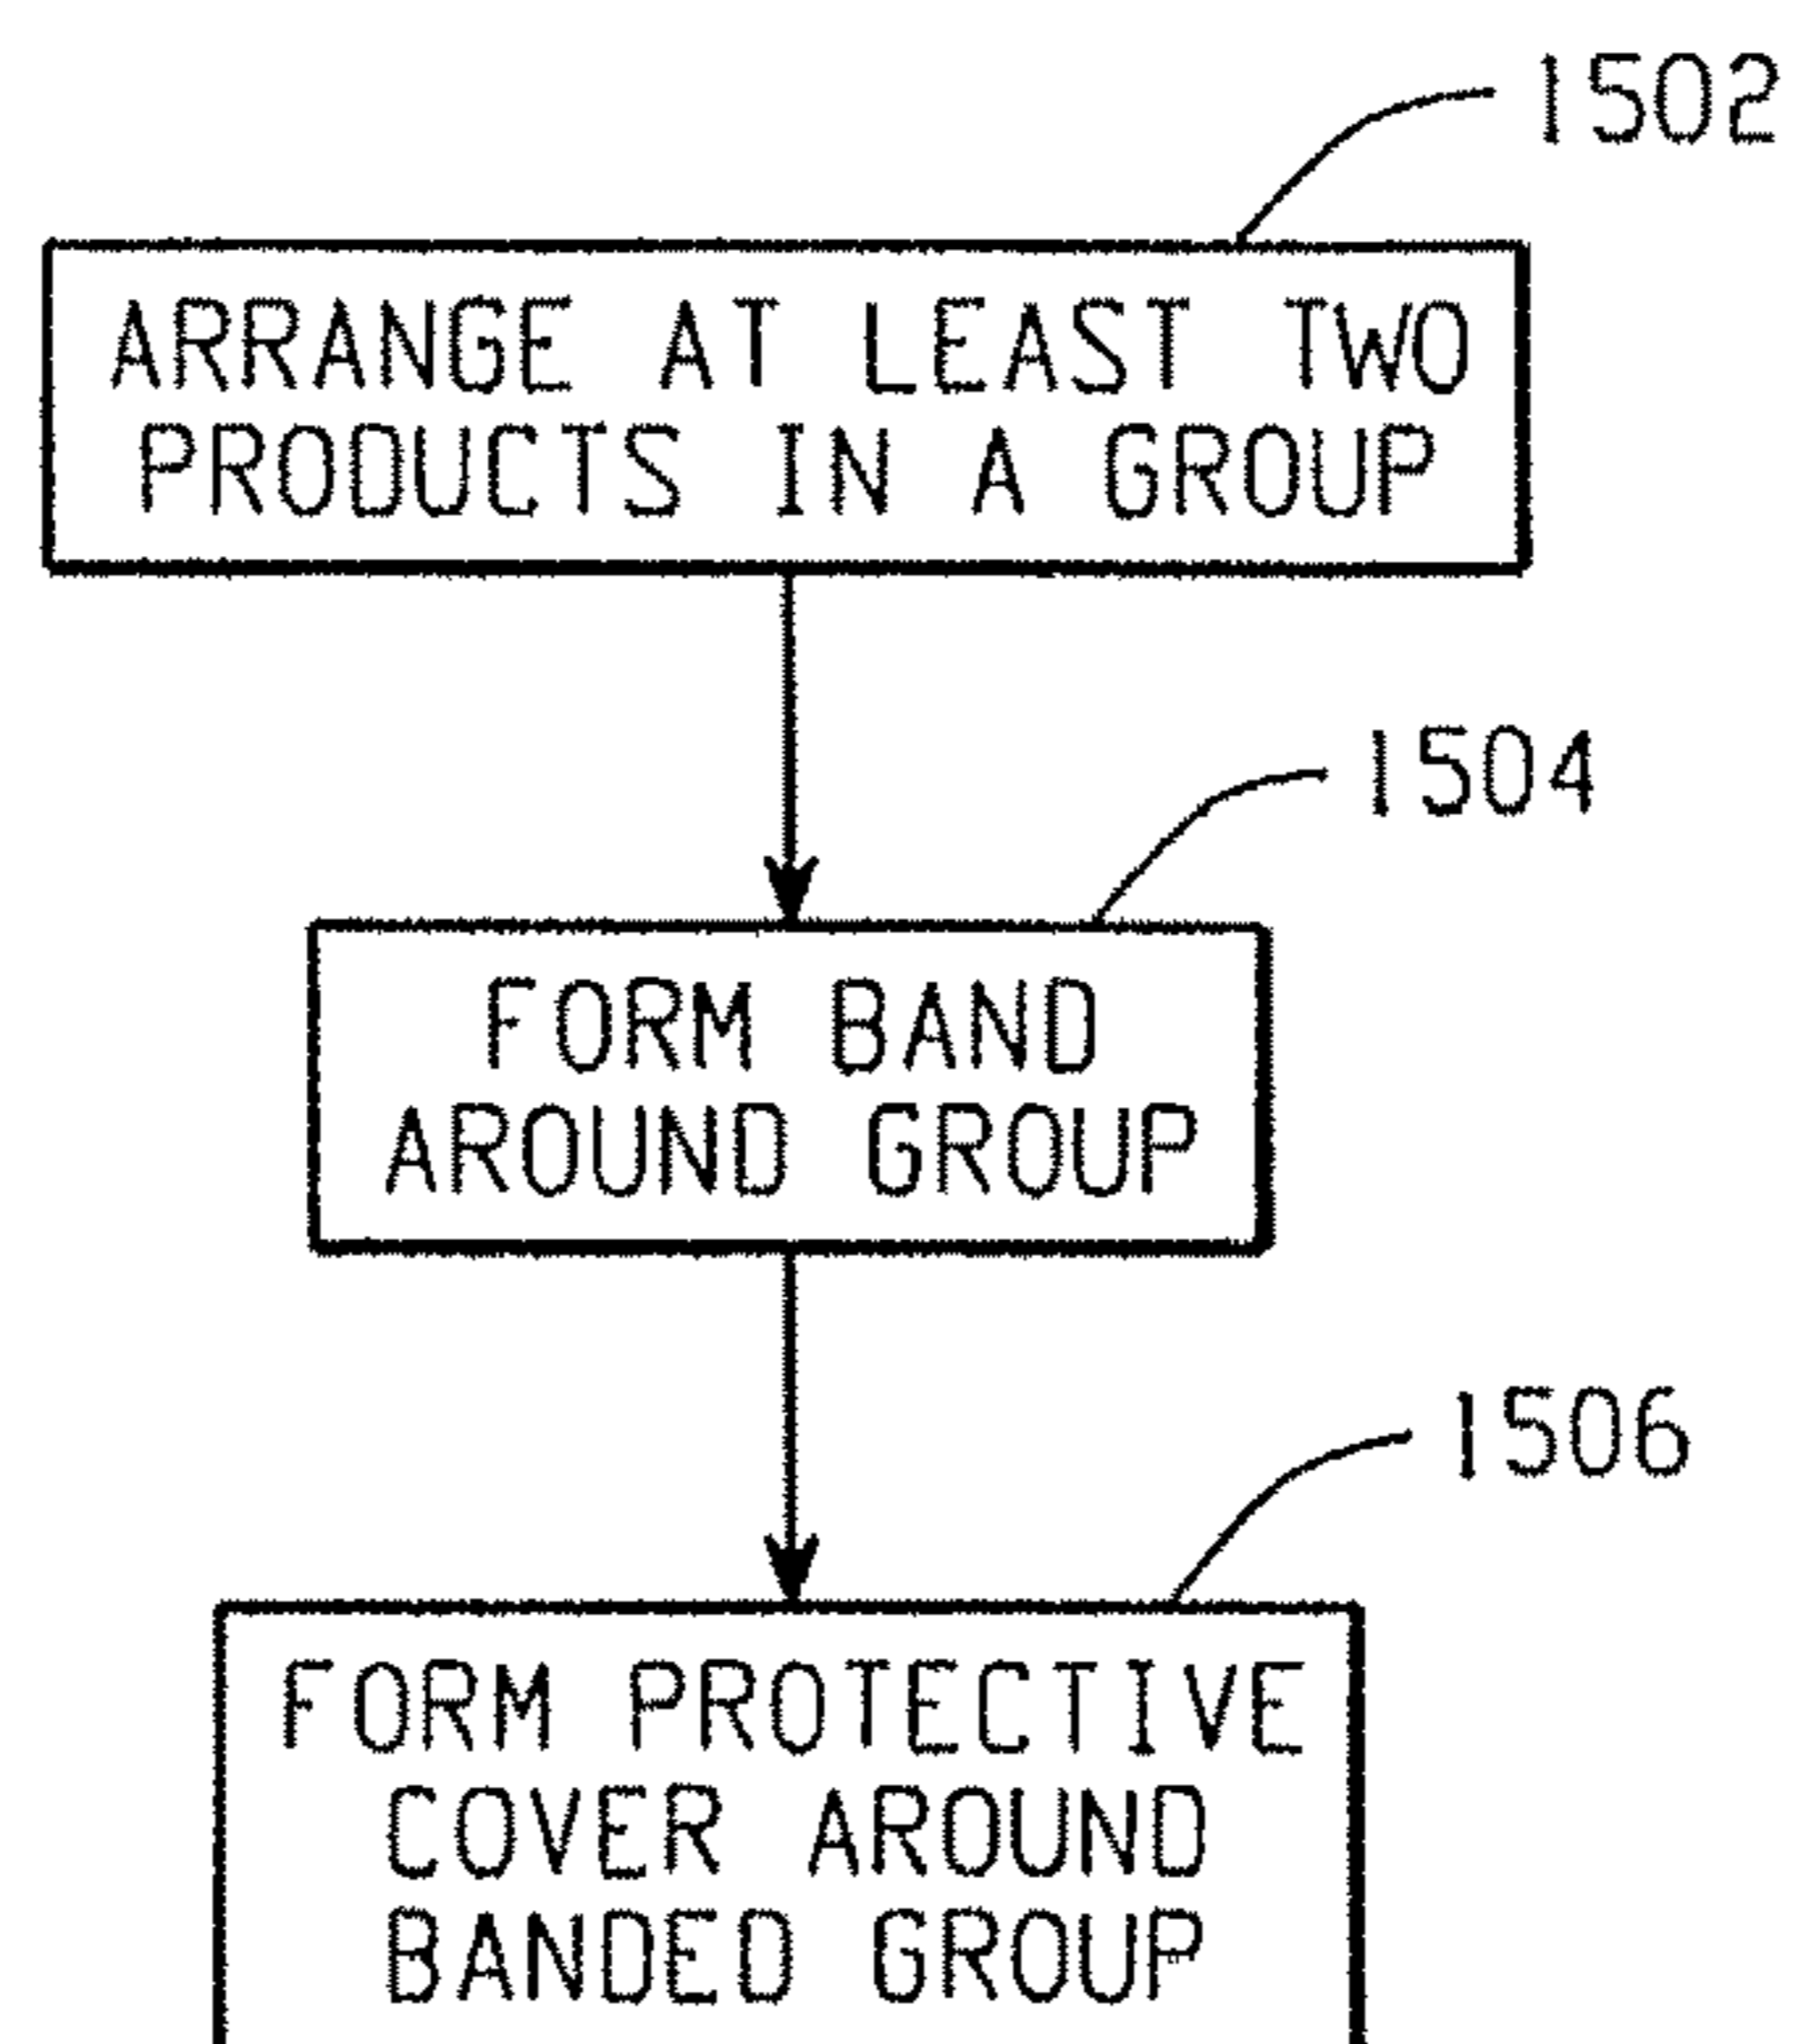 1502
ARRANGE AT LEAST TWO
PRODUCTS IN A GROUP
1504
FORM BAND
AROUND GROUP
1506
FORM PROTECTIVE
COVER AROUND
BANDED GROUP